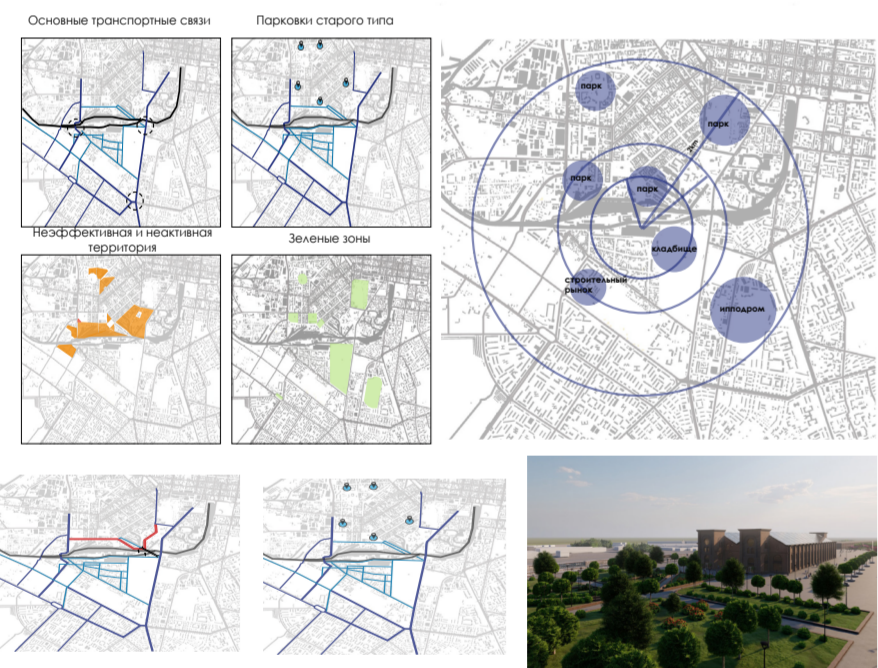 Основные транспортные связи
Парковки старого типа
Неэффективная и неактивная
территория
Зеленые зоны
парк
парк
2km
парк
парк
кладбище
строительный
рынок
ипподром